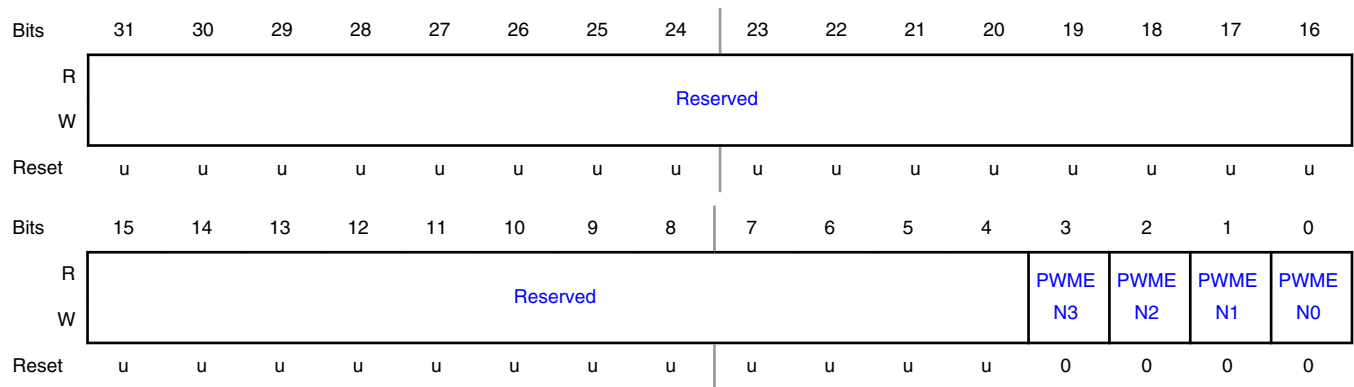 Bits 31 30 29 28 27 26 25 24 23 22 21 20 19 18 17 16
R
Reserved
W
Reset u u u u u u u u u u u u u u u u
Bits 15 14 13 12 11 10 9 8 7 6 5 4 3 2 1 0
R PWME PWME PWME PWME
Reserved
W N3 N2 N1 N0
Reset u u u u u u u u u u u u 0 0 0 0